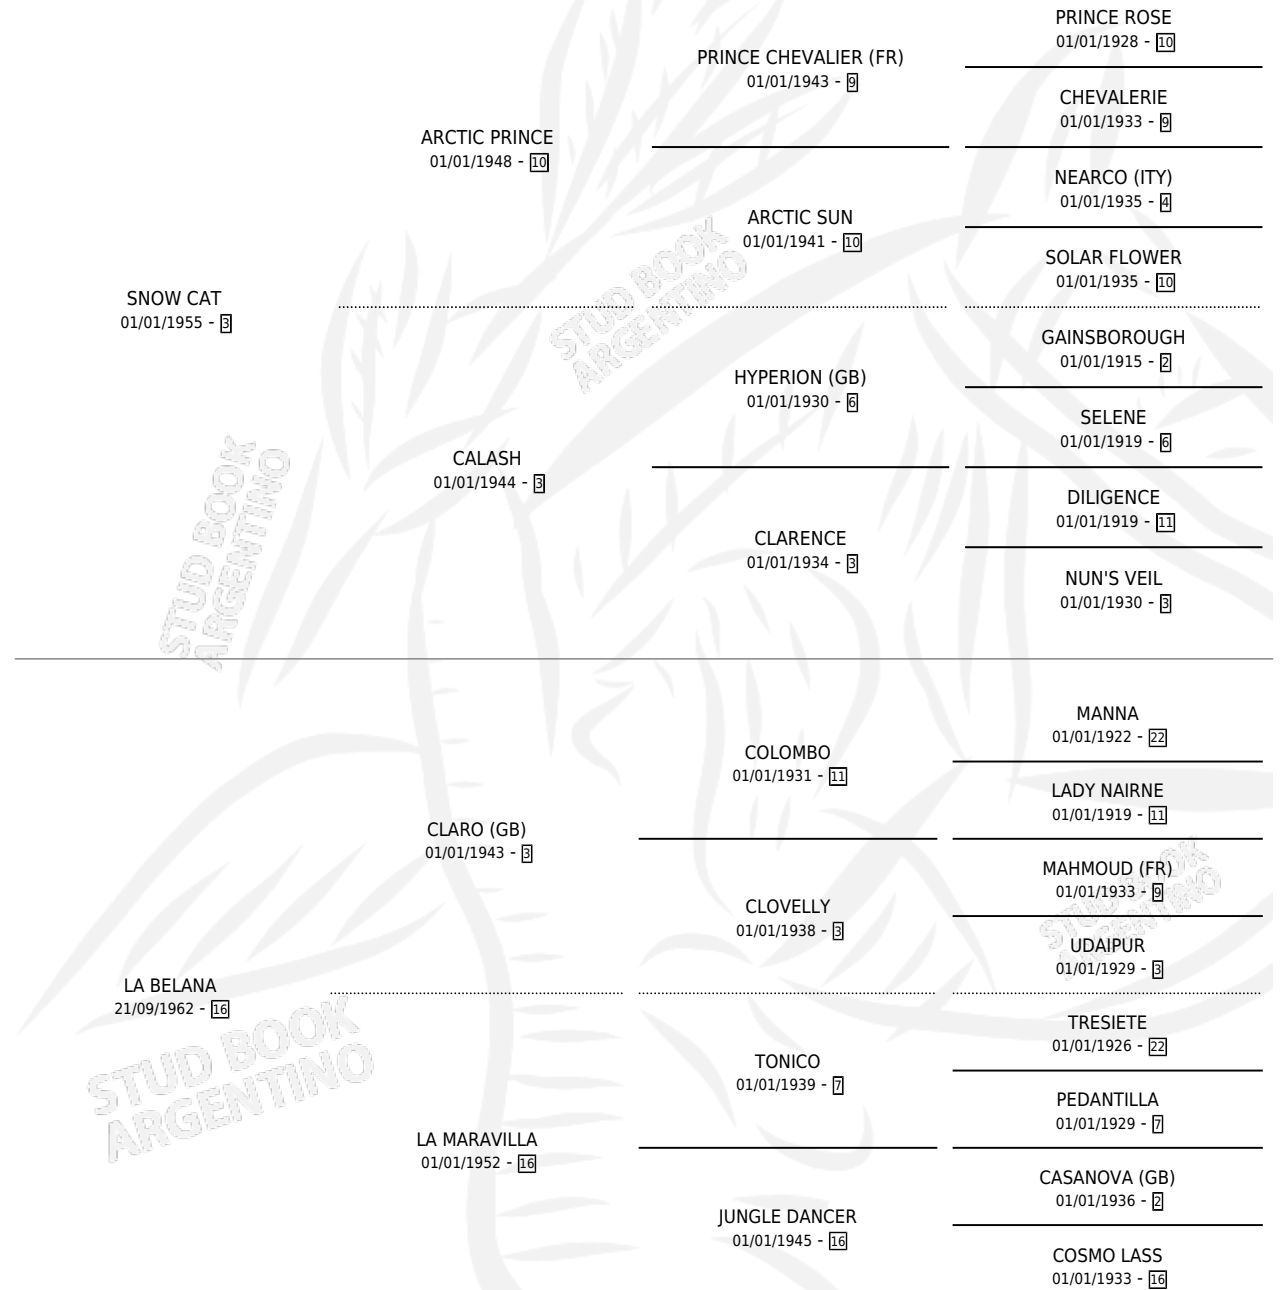 PRINCE ROSE
01/01/1928 - 10
PRINCE CHEVALIER (FR)
01/01/1943 - 9
CHEVALERIE
01/01/1933 - 9
ARCTIC PRINCE
01/01/1948 - 10
NEARCO (ITY)
01/01/1935 - 4
ARCTIC SUN
01/01/1941 - 10
SOLAR FLOWER
01/01/1935 - 10
SNOW CAT
01/01/1955 - 3
GAINSBOROUGH
01/01/1915 - 2
HYPERION (GB)
01/01/1930 - 6
SELENE
01/01/1919 - 6
CALASH
01/01/1944 - 3
DILIGENCE
01/01/1919 - 11
CLARENCE
01/01/1934 - 3
NUN'S VEIL
01/01/1930 - 3
MANNA
01/01/1922 - 22
COLOMBO
01/01/1931 - 11
LADY NAIRNE
01/01/1919 - 11
CLARO (GB)
01/01/1943 - 3
MAHMOUD (FR)
01/01/1933 - 9
CLOVELLY
01/01/1938 - 3
UDAIPUR
01/01/1929 - 3
LA BELANA
21/09/1962 - 16
TRESIETE
01/01/1926 - 22
TONICO
01/01/1939 - 7
PEDANTILLA
01/01/1929 - 7
LA MARAVILLA
01/01/1952 - 16
CASANOVA (GB)
01/01/1936 - 2
JUNGLE DANCER
01/01/1945 - 16
COSMO LASS
01/01/1933 - 16
STUD BOOK
ARGENTINO
STUD BOOK
ARGENTINO
STUD BOOK
ARGENTINO
STUD BOOK
ARGENTINO